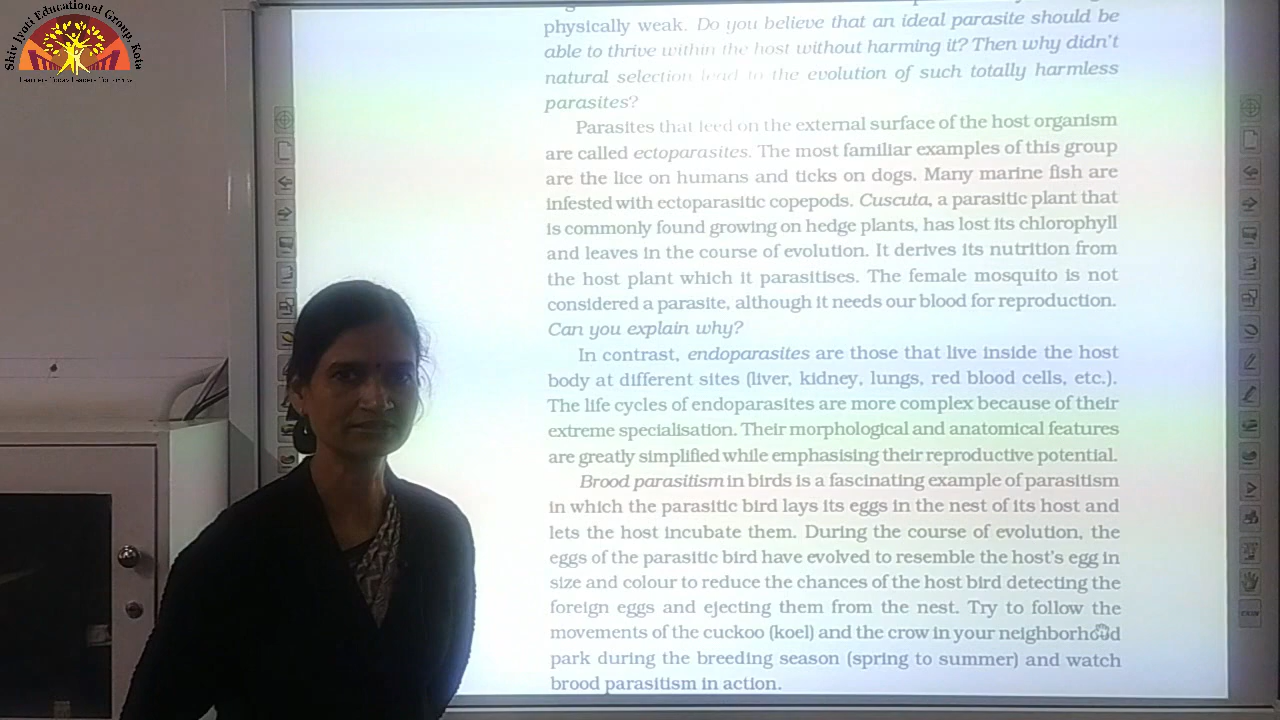 Shiv Jyoti Educational Group, Kota
physically weak. Do you believe that an ideal parasite should be
able to thrive within the host without harming it? Then why didn't
natural selection lead to the evolution of such totally harmless
parasites?
Parasites that feed on the external surface of the host organism
are called ectoparasites. The most familiar examples of this group
are the lice on humans and ticks on dogs. Many marine fish are
infested with ectoparasitic copepods. Cuscuta, a parasitic plant that
is commonly found growing on hedge plants, has lost its chlorophyll
and leaves in the course of evolution. It derives its nutrition from
the host plant which it parasitises. The female mosquito is not
considered a parasite, although it needs our blood for reproduction.
Can you explain why?
In contrast, endoparasites are those that live inside the host
body at different sites (liver, kidney, lungs, red blood cells, etc.).
The life cycles of endoparasites are more complex because of their
extreme specialisation. Their morphological and anatomical features
are greatly simplified while emphasising their reproductive potential.
Brood parasitism in birds is a fascinating example of parasitism
in which the parasitic bird lays its eggs in the nest of its host and
lets the host incubate them. During the course of evolution, the
eggs of the parasitic bird have evolved to resemble the host's egg in
size and colour to reduce the chances of the host bird detecting the
foreign eggs and ejecting them from the nest. Try to follow the
movements of the cuckoo (koel) and the crow in your neighborhood
park during the breeding season (spring to summer) and watch
brood parasitism in action.